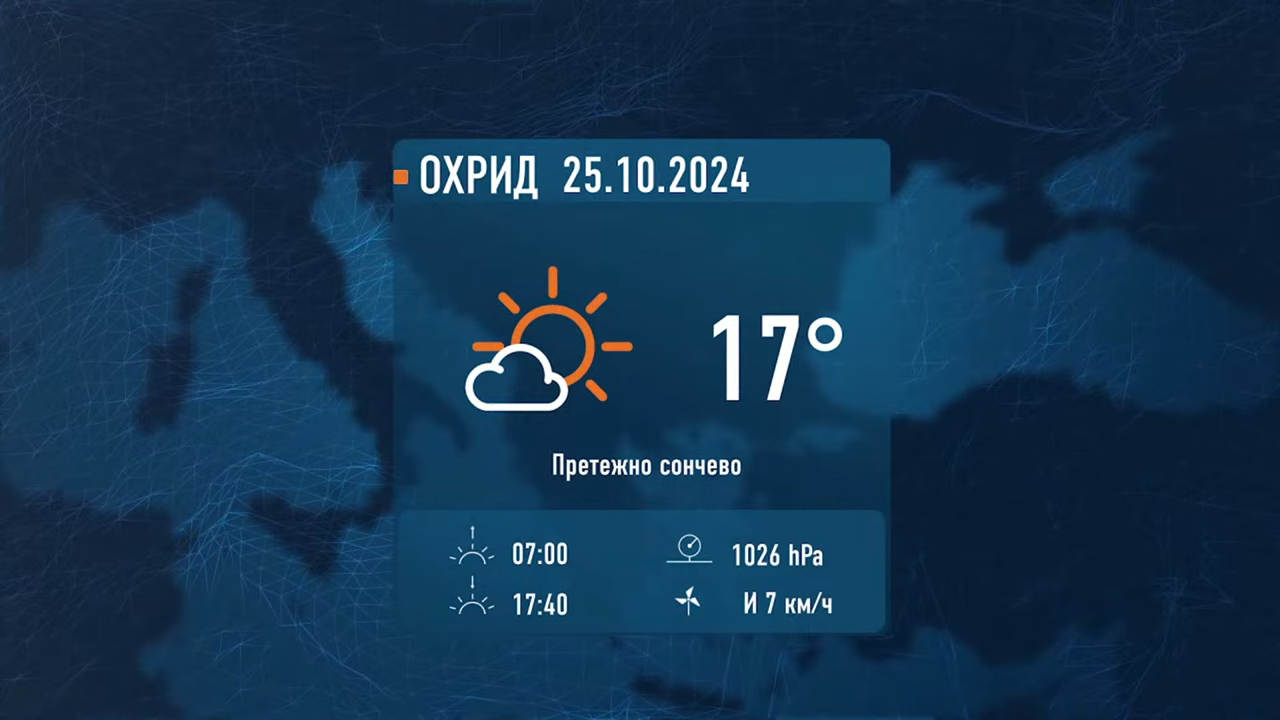 ОХРИД 25.10.2024
17°
Претежно сончево
07:00
1026 hPa
17:40
И 7 км/ч